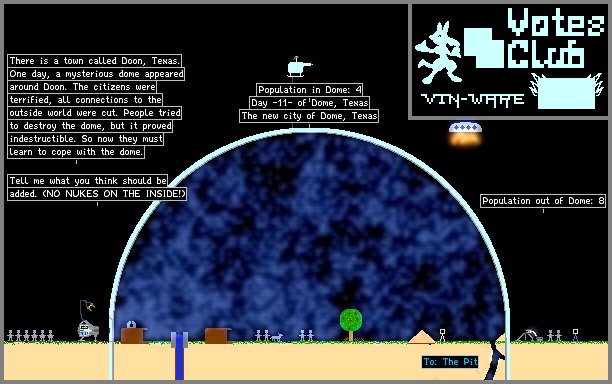 There is a town called Doon, Texas.
One day, a mysterious dome appeared
around Doon. The citizens were
terrified, all connections to the
outside world were cut. People tried
to destroy the dome, but it proved
indestructible. So now they must
learn to cope with the dome.
Tell me what you think should be
added. (NO NUKES ON THE INSIDE!)
Population in Dome: 4
Day -11- of Dome, Texas
The new city of Dome, Texas
Votes
Club
VIN-WARE
Population out of Dome: 8
To: The Pit